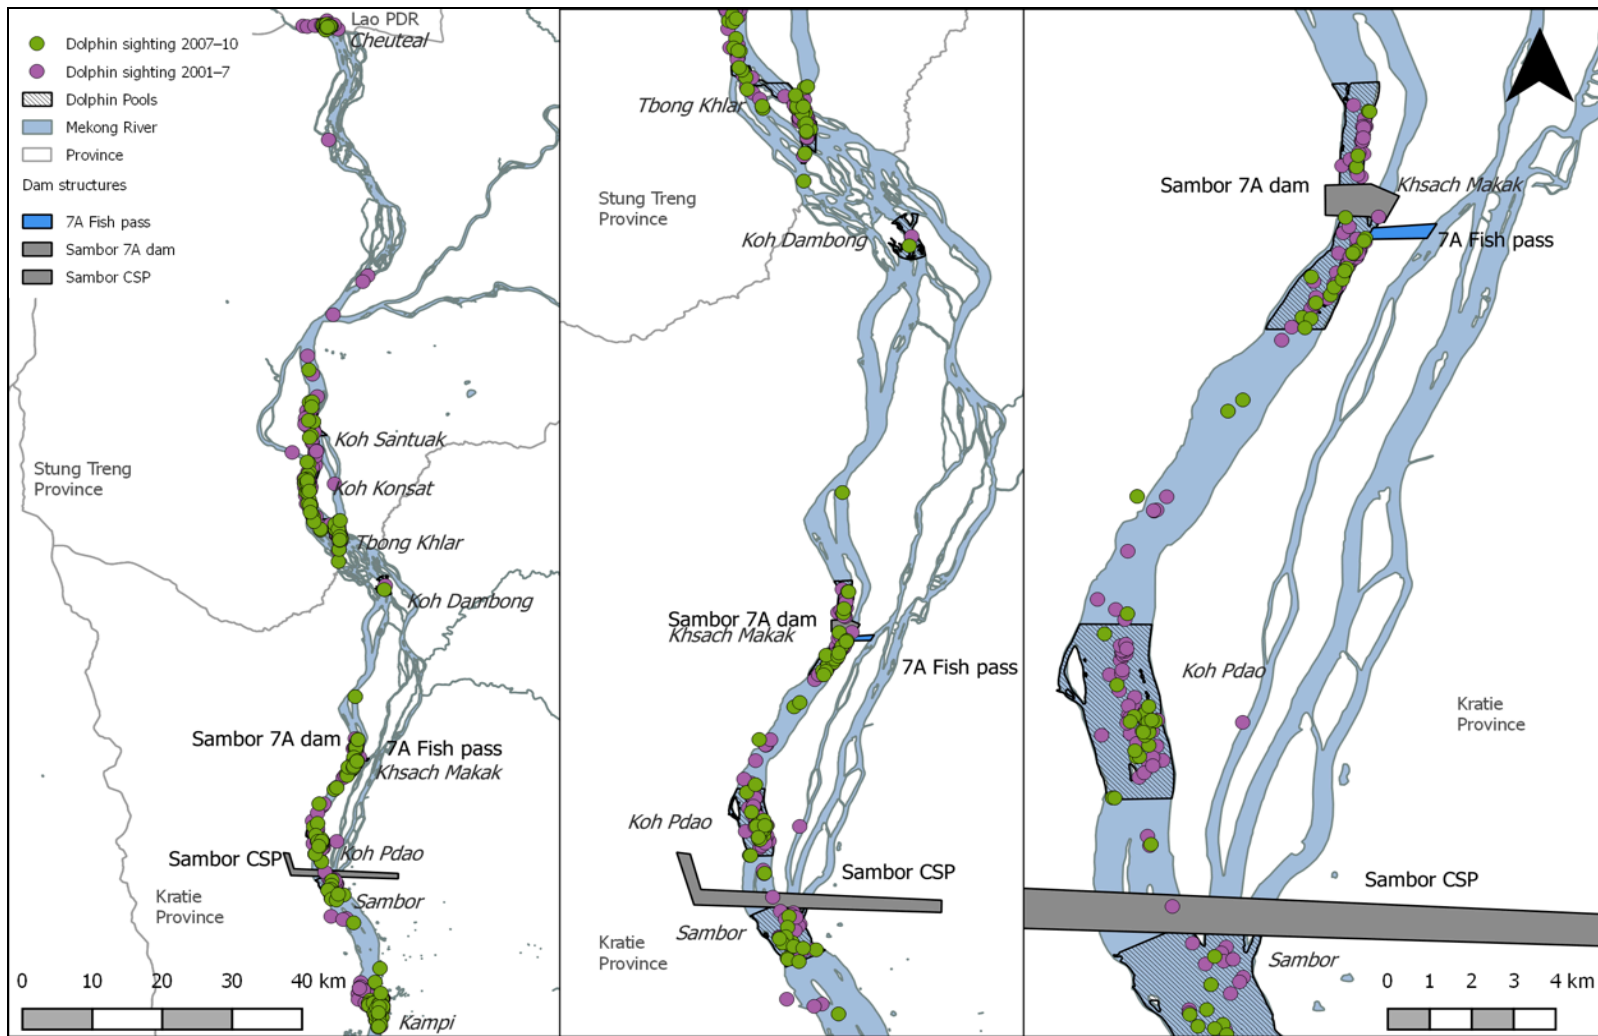 Lao PDR
Cheuteal
Dolphin sighting 2007–10
Dolphin sighting 2001–7
Dolphin Pools
Mekong River
Province
Dam structures
7A Fish pass
Sambor 7A dam
Sambor CSP
Koh Santuak
Stung Treng
Province
Koh Konsat
Tbong Khlar
Koh Dambong
Sambor 7A dam
7A Fish pass
Khsach Makak
Koh Pdao
Sambor CSP
Kratie
Province
Sambor
0 10 20 30 40 km
Kampi
Tbong Khlar
Stung Treng
Province
Koh Dambong
Sambor 7A dam
Khsach Makak
7A Fish pass
Koh Pdao
Sambor CSP
Sambor
Kratie
Province
Sambor 7A dam
Khsach Makak
7A Fish pass
Koh Pdao
Kratie
Province
Sambor CSP
Sambor
0 1 2 3 4 km